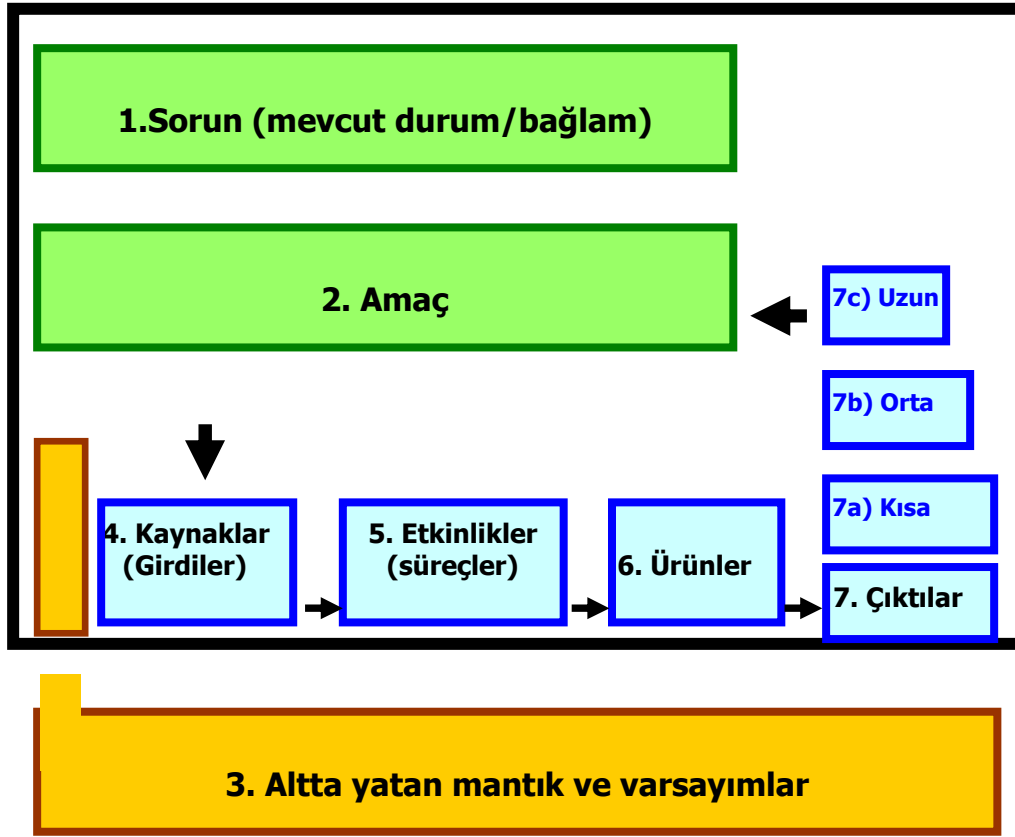 1.Sorun (mevcut durum/bağlam)
2. Amaç
7c) Uzun
7b) Orta
7a) Kısa
4. Kaynaklar
(Girdiler)
5. Etkinlikler
(süreçler)
6. Ürünler
7. Çıktılar
3. Altta yatan mantık ve varsayımlar